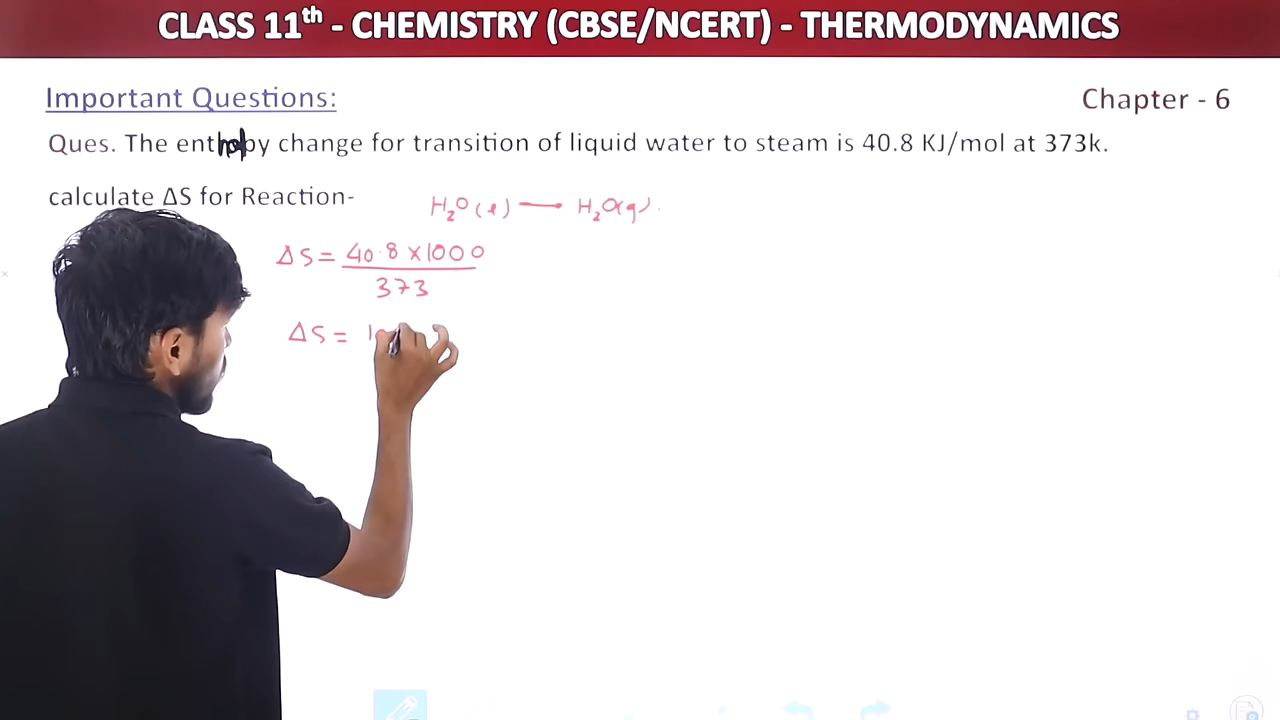 CLASS 11th - CHEMISTRY (CBSE/NCERT) - THERMODYNAMICS
Important Questions:
Chapter - 6
Ques. The enthalpy change for transition of liquid water to steam is 40.8 KJ/mol at 373k.
calculate ΔS for Reaction-
H₂O(l) → H₂O(g).
ΔS = 40.8 × 1000
373
ΔS =